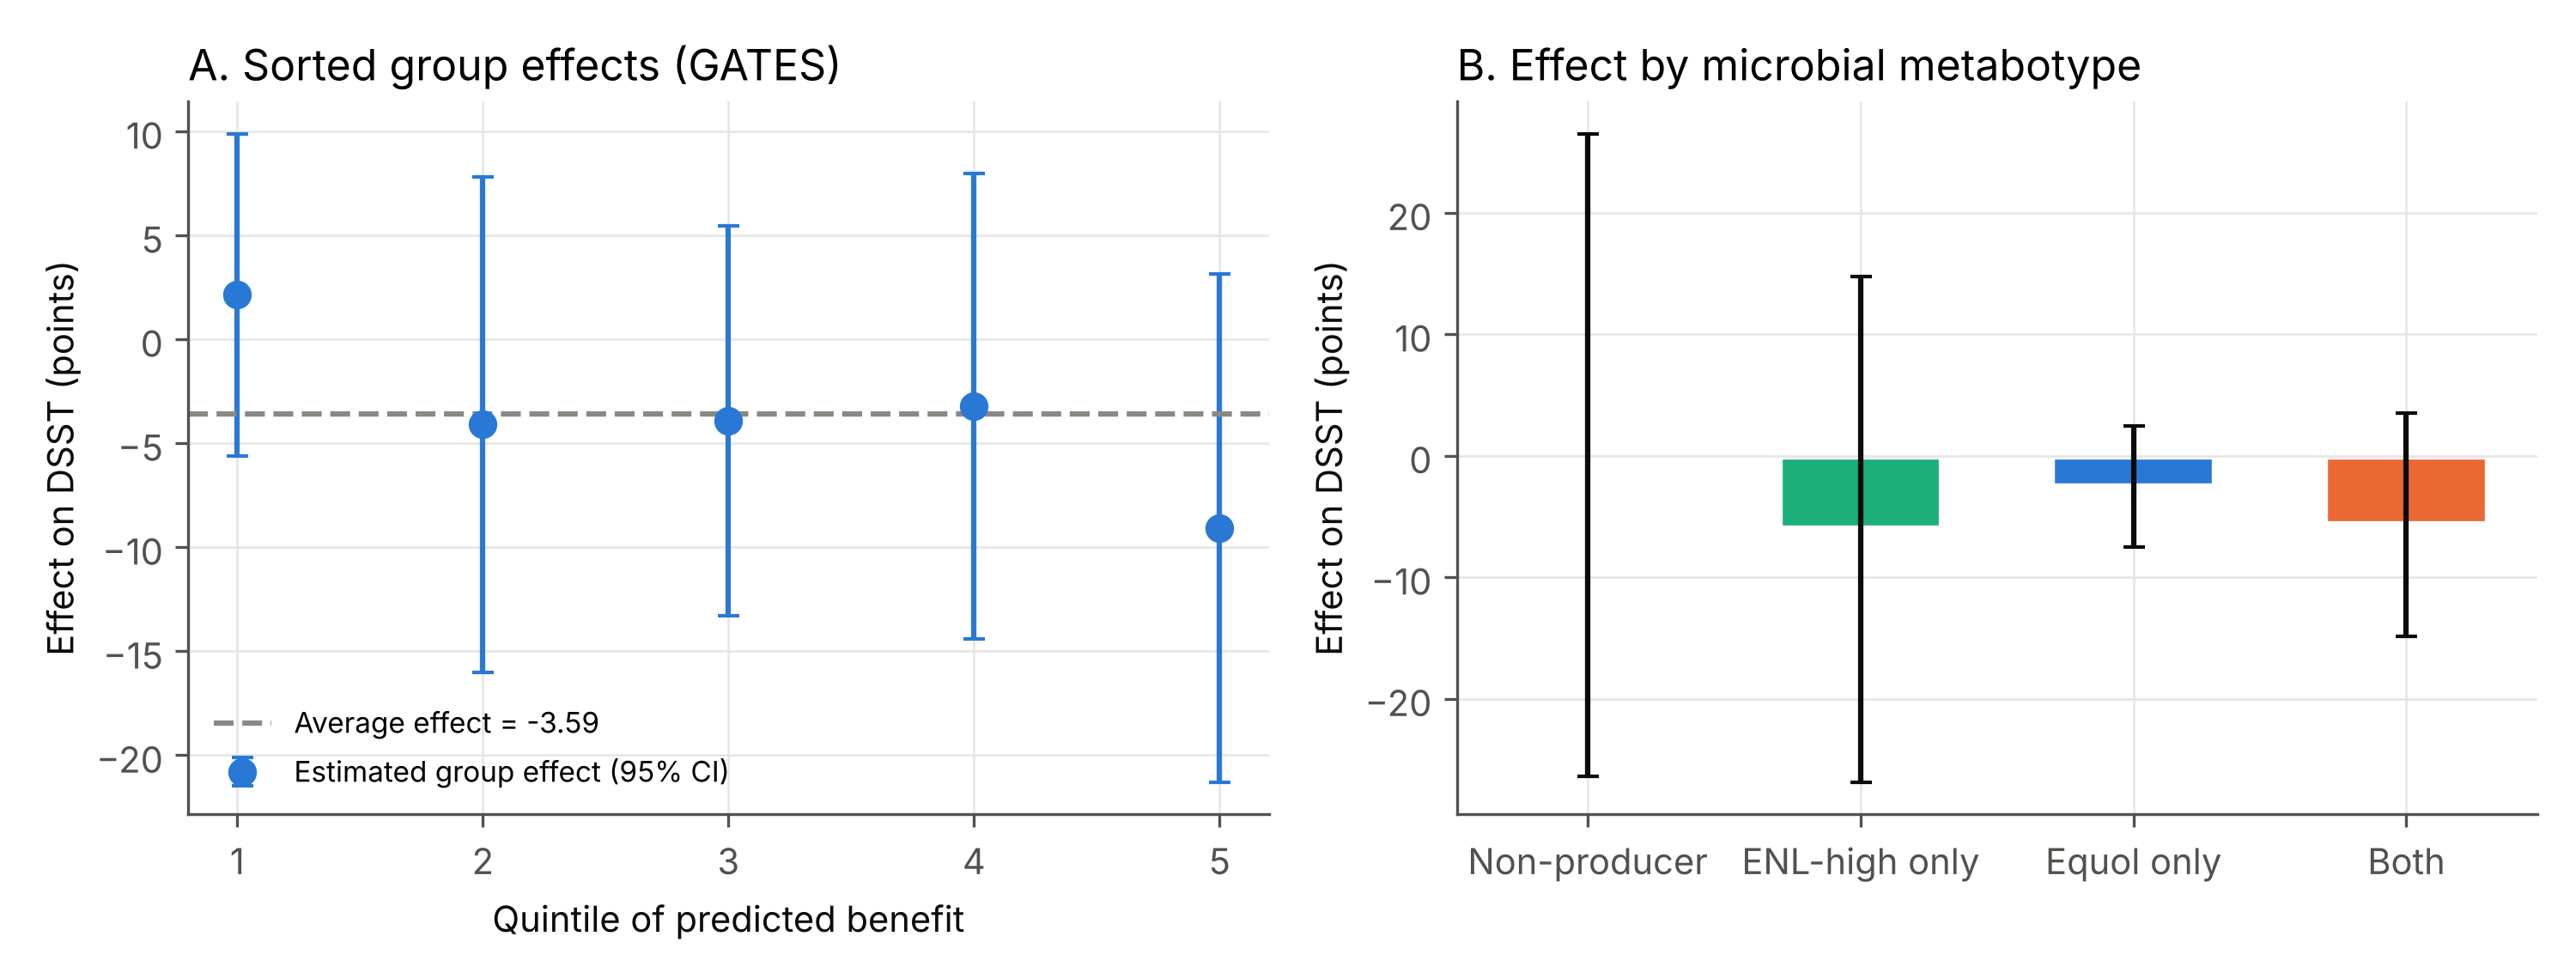 A. Sorted group effects (GATES)
Effect on DSST (points)
10
5
0
−5
−10
−15
−20
Average effect = -3.59
Estimated group effect (95% CI)
1
2
3
4
5
Quintile of predicted benefit
B. Effect by microbial metabotype
Effect on DSST (points)
20
10
0
−10
−20
Non-producer
ENL-high only
Equol only
Both